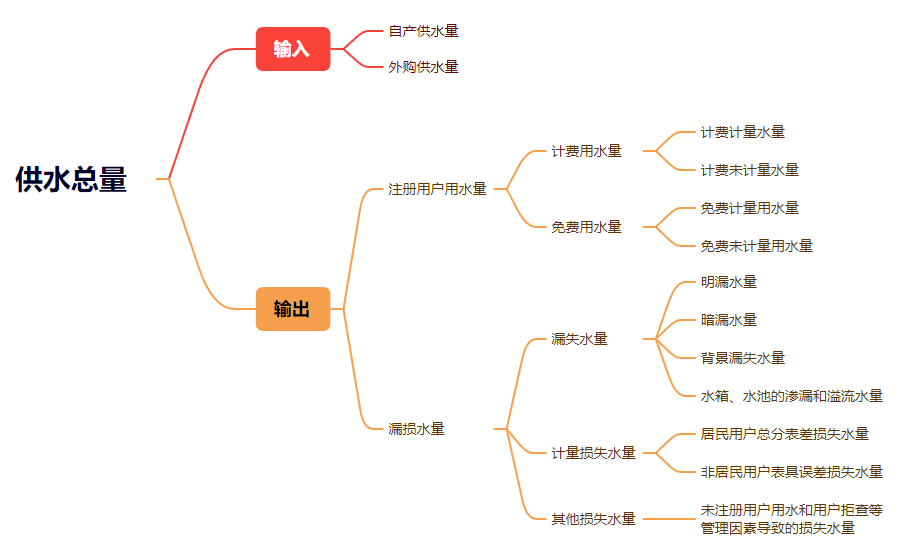 供水总量
输入
自产供水量
外购供水量
输出
注册用户用水量
计费用水量
计费计量水量
计费未计量水量
免费用水量
免费计量用水量
免费未计量用水量
漏损水量
漏失水量
明漏水量
暗漏水量
背景漏失水量
水箱、水池的渗漏和溢流水量
计量损失水量
居民用户总分表差损失水量
非居民用户表具误差损失水量
其他损失水量
未注册用户用水和用户拒查等
管理因素导致的损失水量